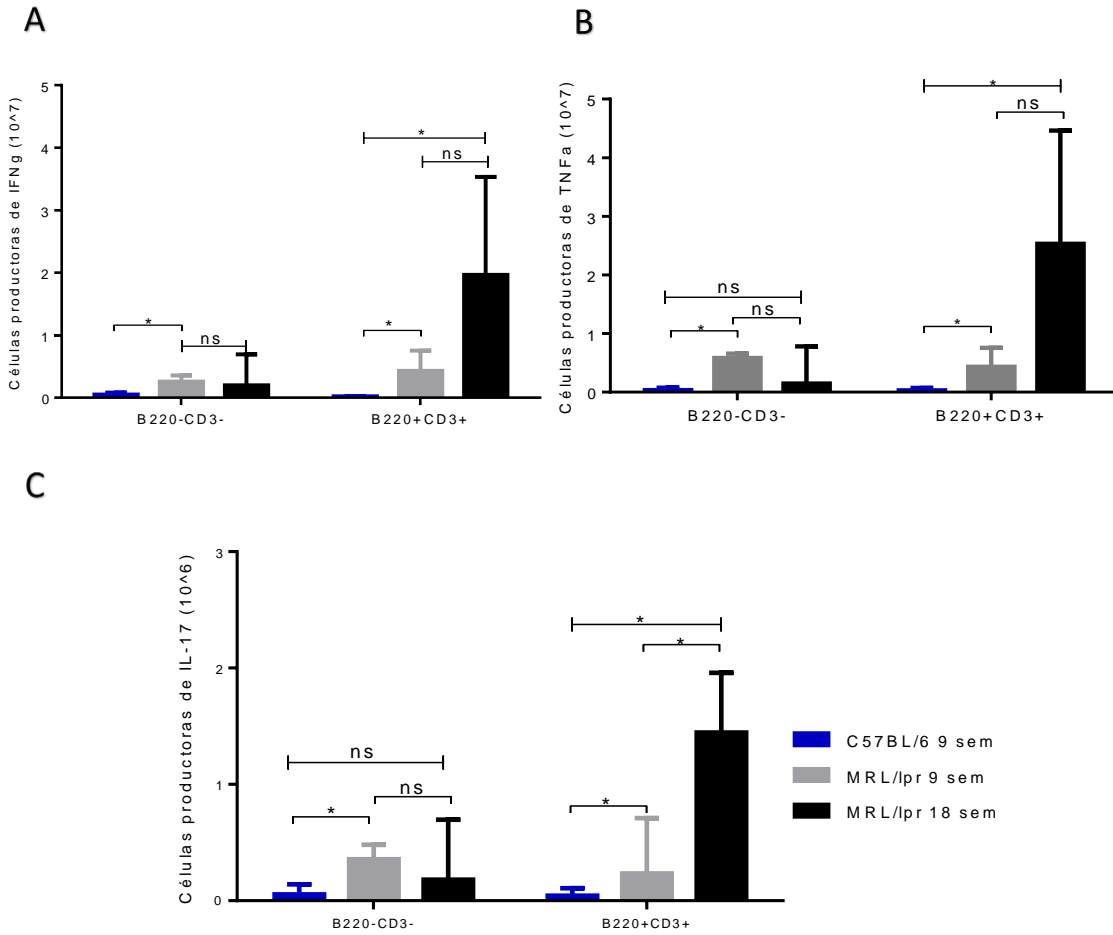 A
Células productoras de IFNg (10^7)
5
4
3
2
1
0
*
ns
*
ns
*
B220-CD3-
B220+CD3+
B
Células productoras de TNFa (10^7)
5
4
3
2
1
0
*
ns
ns
ns
*
*
B220-CD3-
B220+CD3+
C
Células productoras de IL-17 (10^6)
3
2
1
0
*
*
ns
ns
*
*
B220-CD3-
B220+CD3+
C57BL/6 9 sem
MRL/lpr 9 sem
MRL/lpr 18 sem